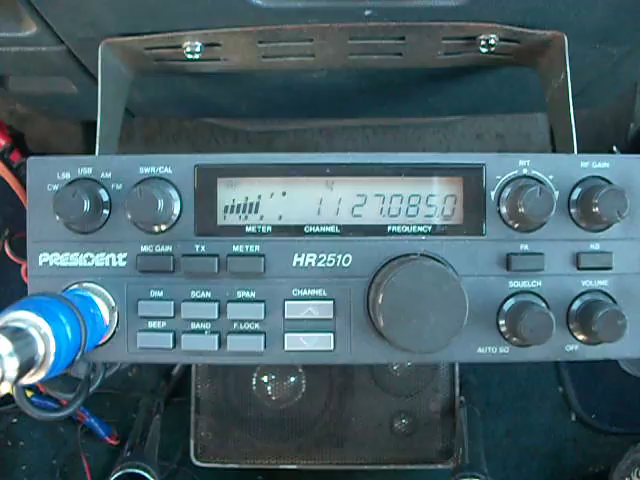 LSB USB AM
CW FM
SWR/CAL
RIT
RF GAIN
11 27.085.0
METER CHANNEL FREQUENCY
PRESIDENT
MIC GAIN TX METER
HR2510
PA
NB
DIM SCAN SPAN CHANNEL
BEEP BAND F.LOCK
SQUELCH VOLUME
AUTO SQ OFF